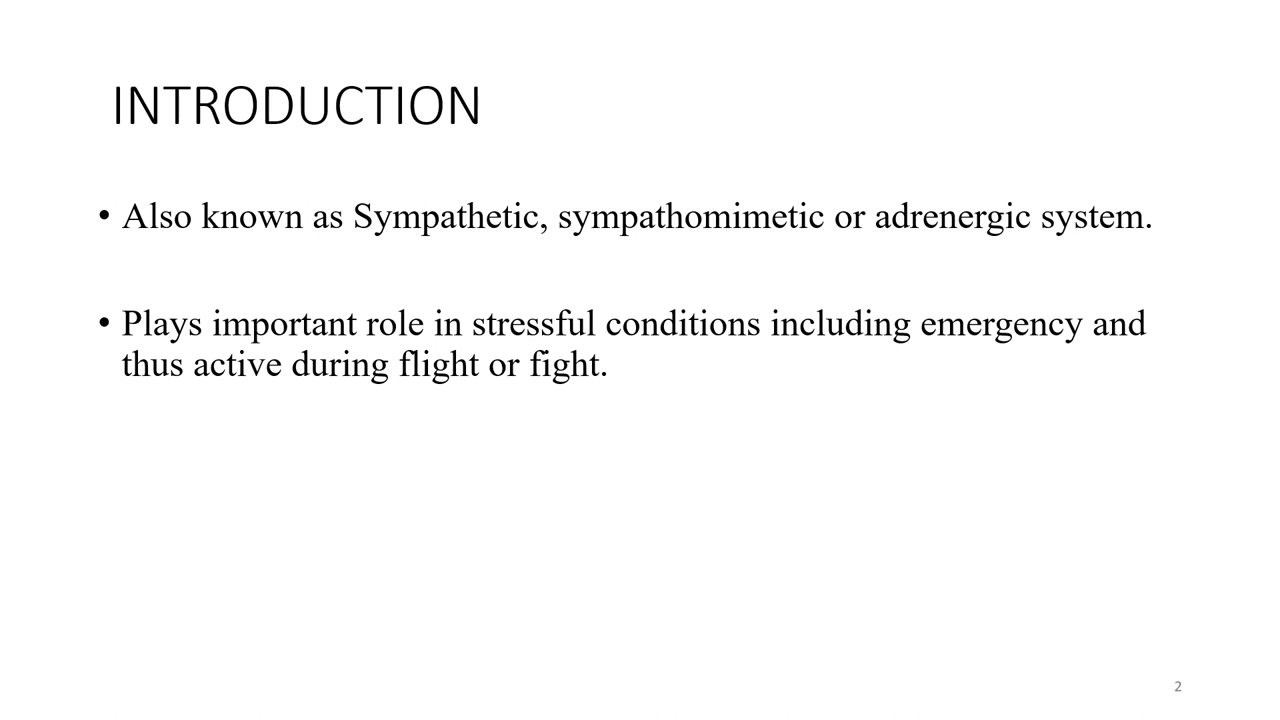 INTRODUCTION
• Also known as Sympathetic, sympathomimetic or adrenergic system.
• Plays important role in stressful conditions including emergency and
thus active during flight or fight.
2